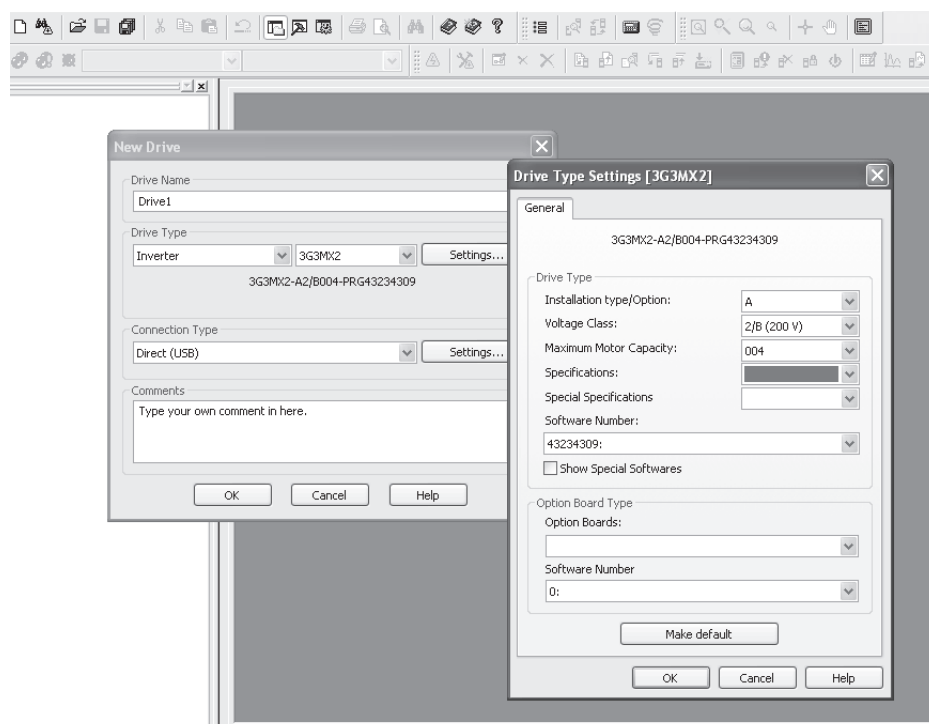 New Drive
Drive Name
Drive1
Drive Type
Inverter
3G3MX2
Settings...
3G3MX2-A2/B004-PRG43234309
Connection Type
Direct (USB)
Settings...
Comments
Type your own comment in here.
OK
Cancel
Help
Drive Type Settings [3G3MX2]
General
3G3MX2-A2/B004-PRG43234309
Drive Type
Installation type/Option:
A
Voltage Class:
2/B (200 V)
Maximum Motor Capacity:
004
Specifications:
Special Specifications
Software Number:
43234309:
Show Special Softwares
Option Board Type
Option Boards:
Software Number
0:
Make default
OK
Cancel
Help